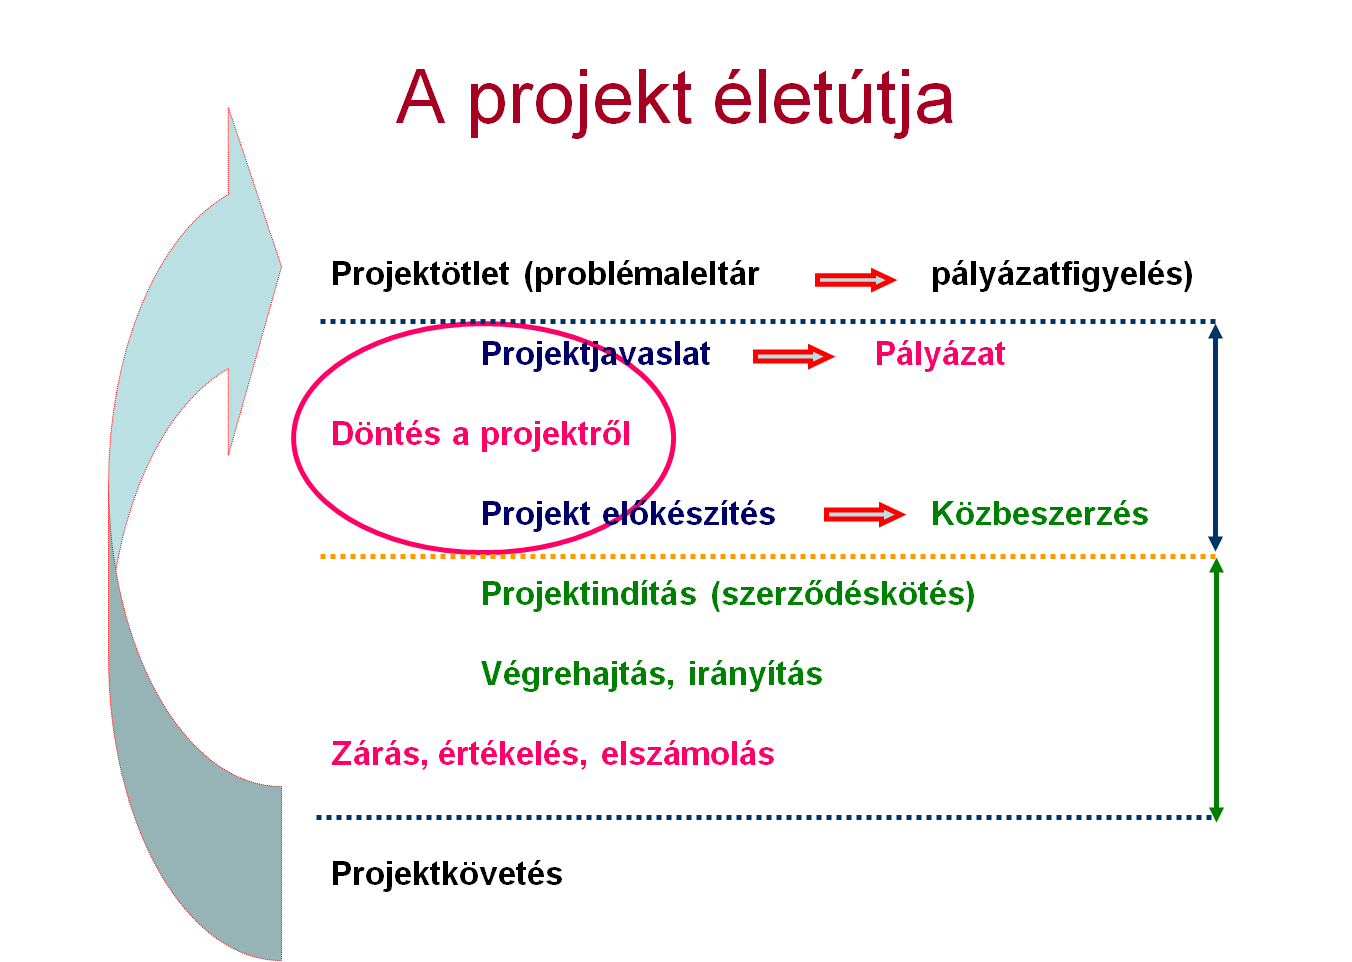 A projekt életútja
Projektötlet (problémaleltár pályázatfigyelés)
Projektjavaslat Pályázat
Döntés a projektről
Projekt előkészítés Közbeszerzés
Projektindítás (szerződéskötés)
Végrehajtás, irányítás
Zárás, értékelés, elszámolás
Projektkövetés